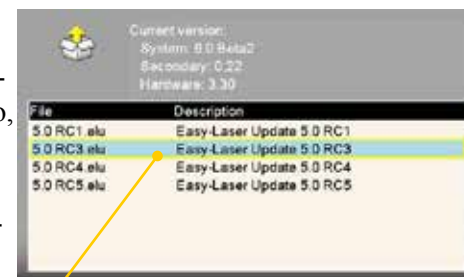 Current version:
System: 6.0 Beta2
Secondary: 0.22
Hardware: 3.30
-
o,
File Description
5.0 RC1.elu Easy-Laser Update 5.0 RC1
5.0 RC3.elu Easy-Laser Update 5.0 RC3
5.0 RC4.elu Easy-Laser Update 5.0 RC4
5.0 RC5.elu Easy-Laser Update 5.0 RC5
-